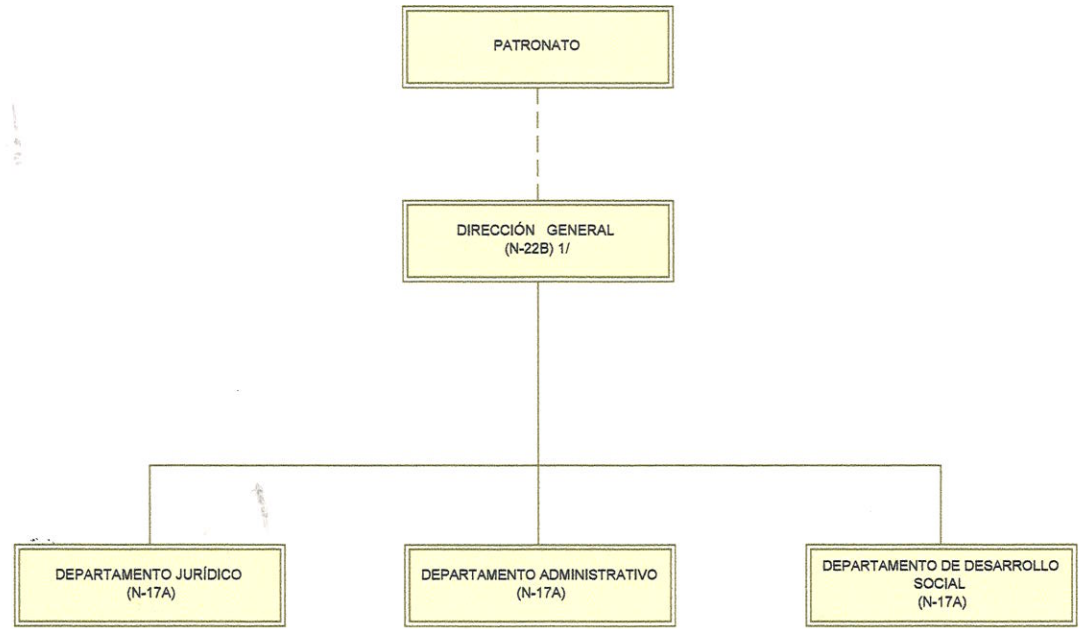 PATRONATO
DIRECCIÓN GENERAL
(N-22B) 1/
DEPARTAMENTO JURÍDICO
(N-17A)
DEPARTAMENTO ADMINISTRATIVO
(N-17A)
DEPARTAMENTO DE DESARROLLO
SOCIAL
(N-17A)